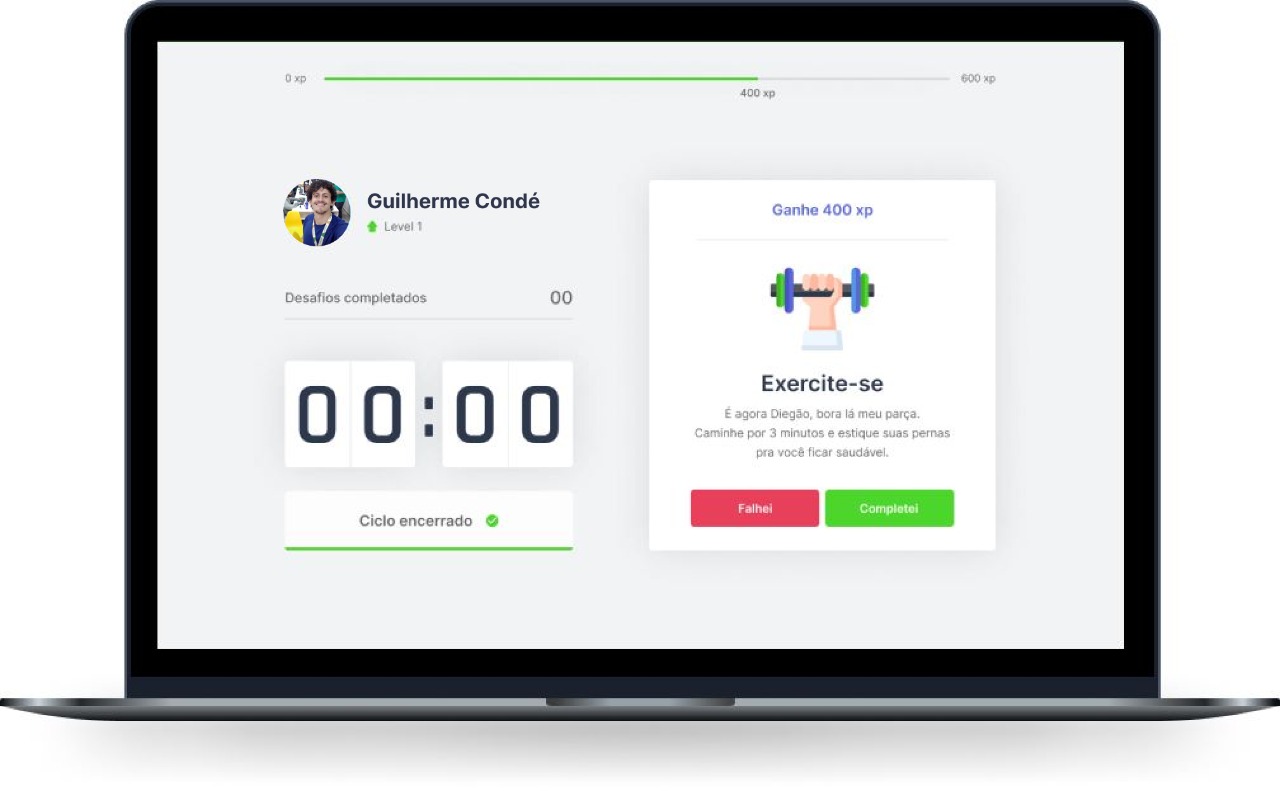 0 xp
600 xp
400 xp
Guilherme Condé
Level 1
Desafios completados
00
00:00
Ciclo encerrado
Ganhe 400 xp
Exercite-se
É agora Diegão, bora lá meu parça.
Caminhe por 3 minutos e estique suas pernas
pra você ficar saudável.
Falhei
Completei